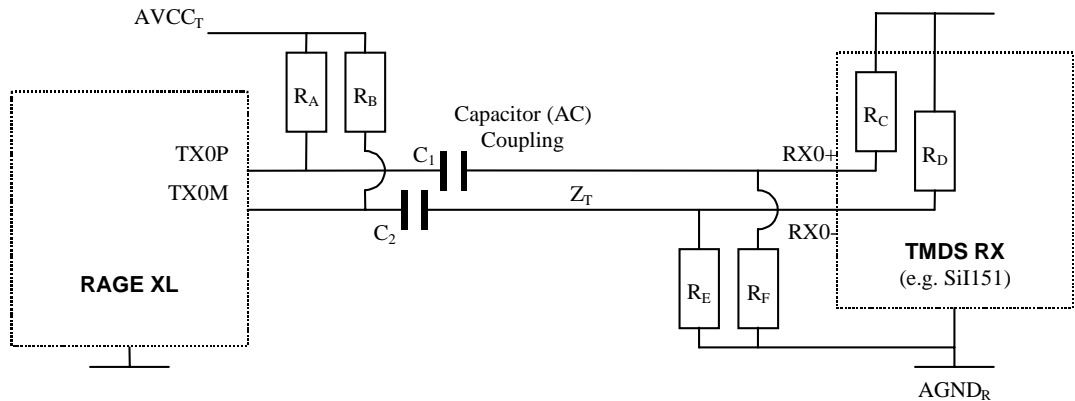 AVCC_T
R_A
R_B
Capacitor (AC)
Coupling
R_C
R_D
TX0P
C_1
RX0+
TX0M
C_2
Z_T
RX0-
RAGE XL
R_E
R_F
TMDS RX
(e.g. SiI151)
AGND_R